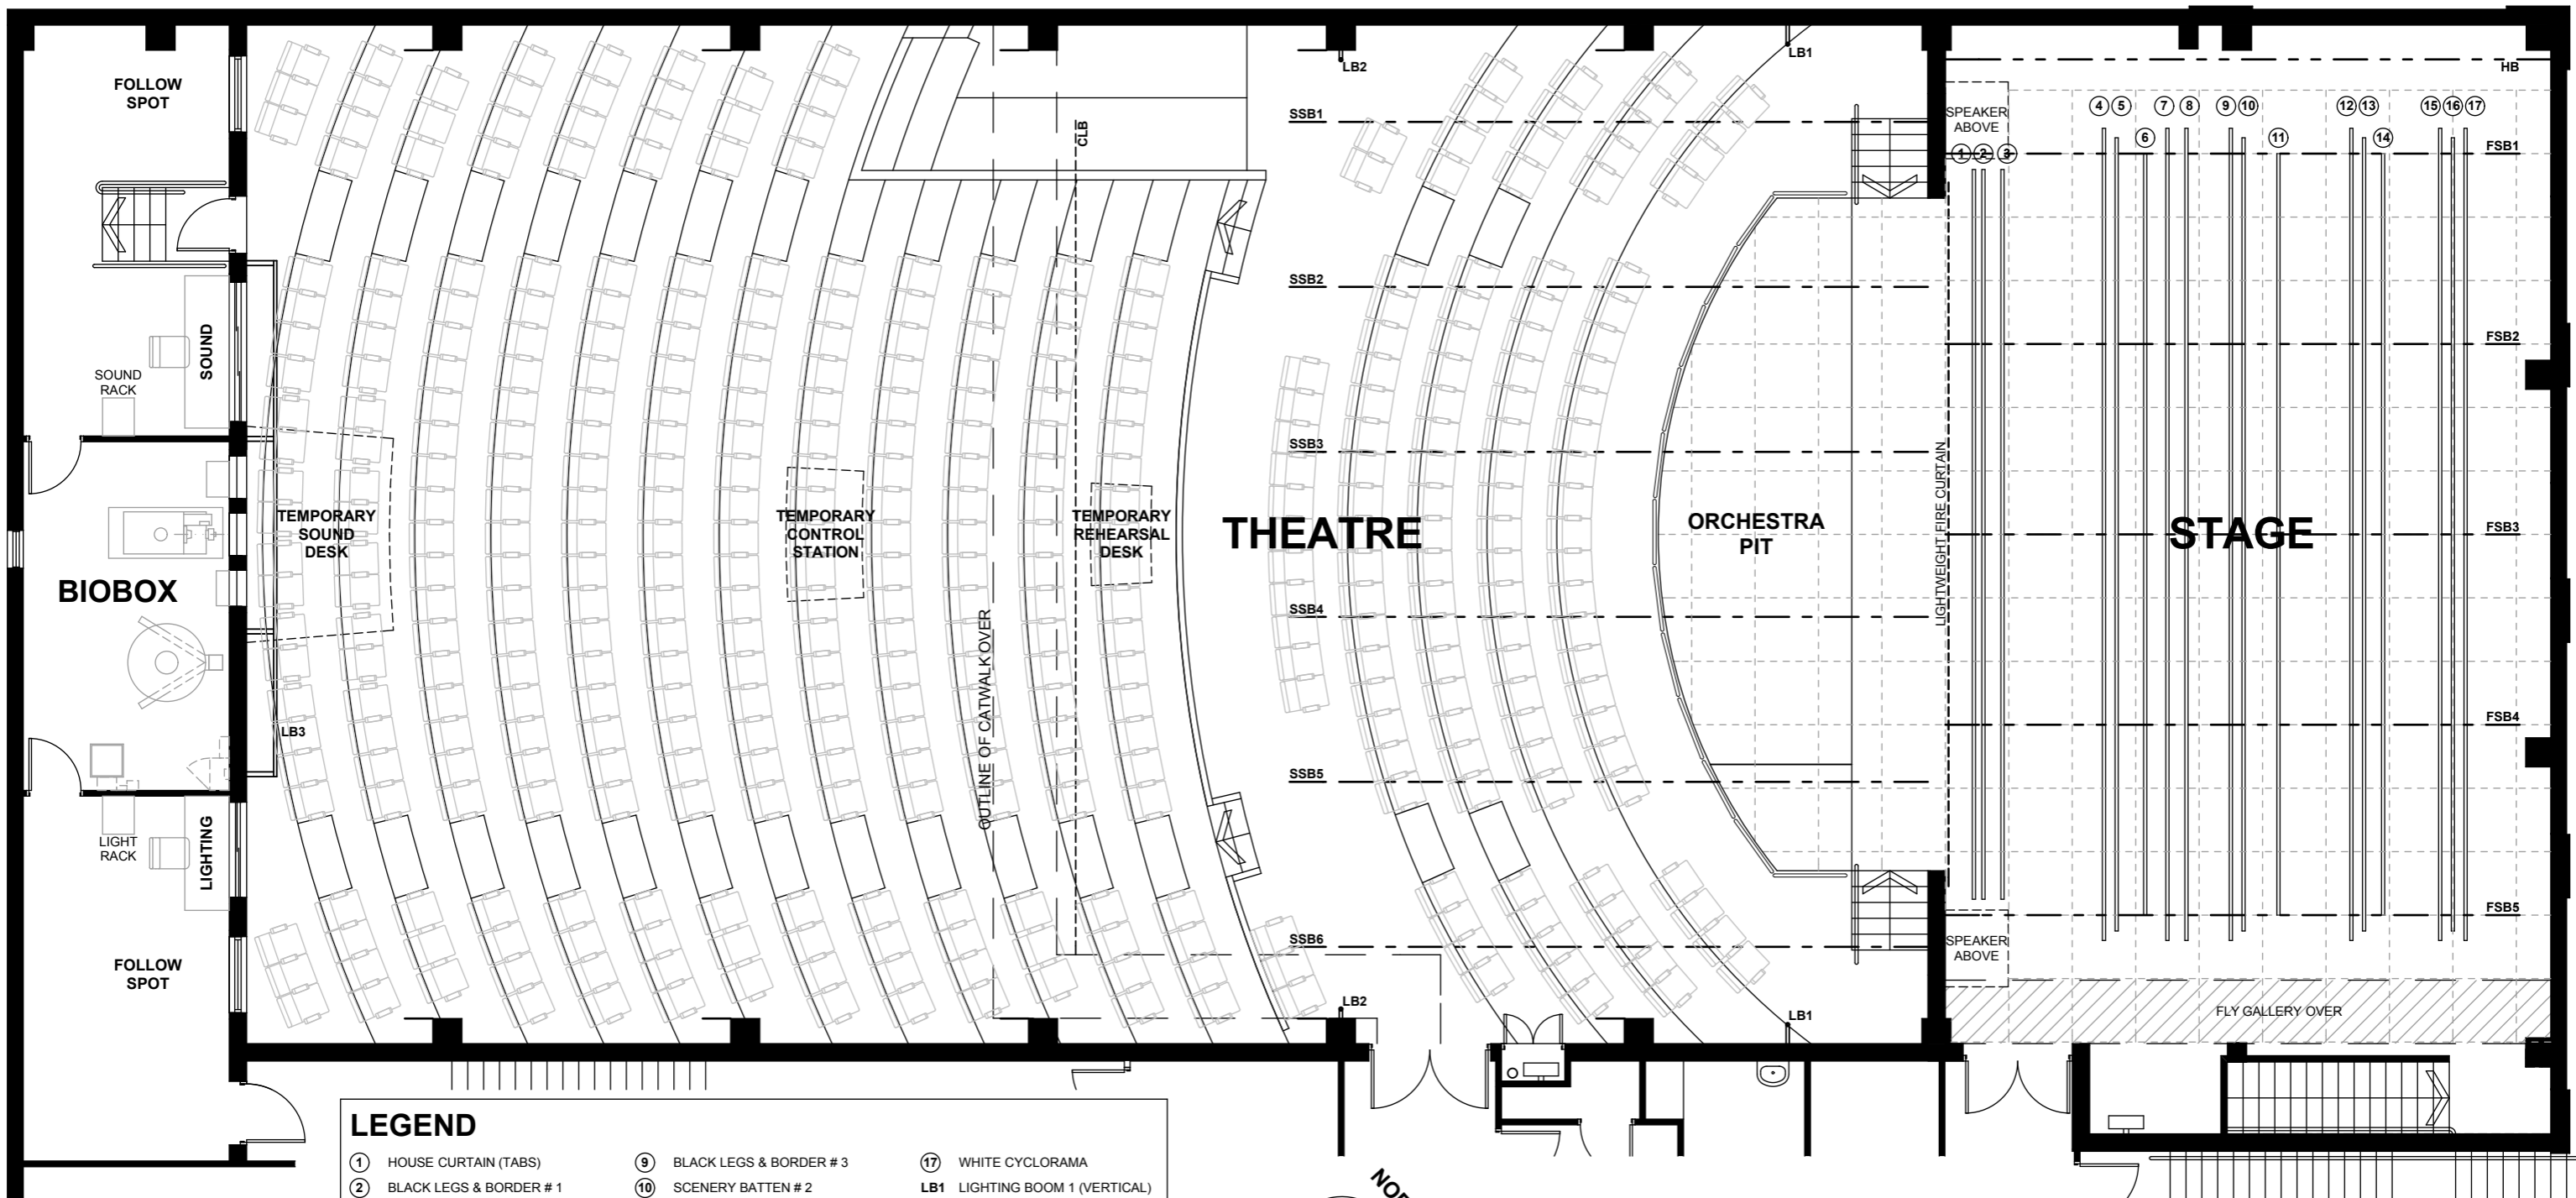 FOLLOW
SPOT
LB2
LB1
HB
SSB1
CLB
SPEAKER
ABOVE
4 5 7 8 9 10 12 13 15 16 17
6 11 14
1 2 3
FSB1
SSB2
SOUND
SOUND
RACK
FSB2
SSB3
LIGHTWEIGHT FIRE CURTAIN
TEMPORARY
SOUND
DESK
TEMPORARY
CONTROL
STATION
TEMPORARY
REHEARSAL
DESK
THEATRE
ORCHESTRA
PIT
STAGE
FSB3
BIOBOX
SSB4
OUTLINE OF CATWALK OVER
LB3
FSB4
SSB5
LIGHT
RACK
LIGHTING
FSB5
SSB6
SPEAKER
ABOVE
FOLLOW
SPOT
LB2
LB1
FLY GALLERY OVER
LEGEND
1 HOUSE CURTAIN (TABS)
2 BLACK LEGS & BORDER # 1
9 BLACK LEGS & BORDER # 3
10 SCENERY BATTEN # 2
17 WHITE CYCLORAMA
LB1 LIGHTING BOOM 1 (VERTICAL)